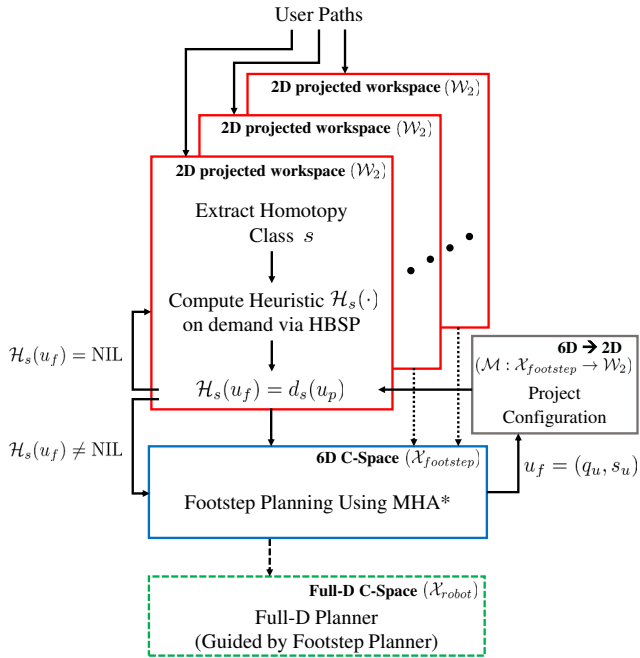 User Paths
2D projected workspace (𝒲₂)
2D projected workspace (𝒲₂)
2D projected workspace (𝒲₂)
Extract Homotopy
Class s
Compute Heuristic ℋₛ(·)
on demand via HBSP
ℋₛ(u_f) = NIL
ℋₛ(u_f) = dₛ(u_p)
6D ➔ 2D
(ℳ : 𝒳_footstep → 𝒲₂)
Project
Configuration
ℋₛ(u_f) ≠ NIL
6D C-Space (𝒳_footstep)
Footstep Planning Using MHA*
u_f = (q_u, s_u)
Full-D C-Space (𝒳_robot)
Full-D Planner
(Guided by Footstep Planner)